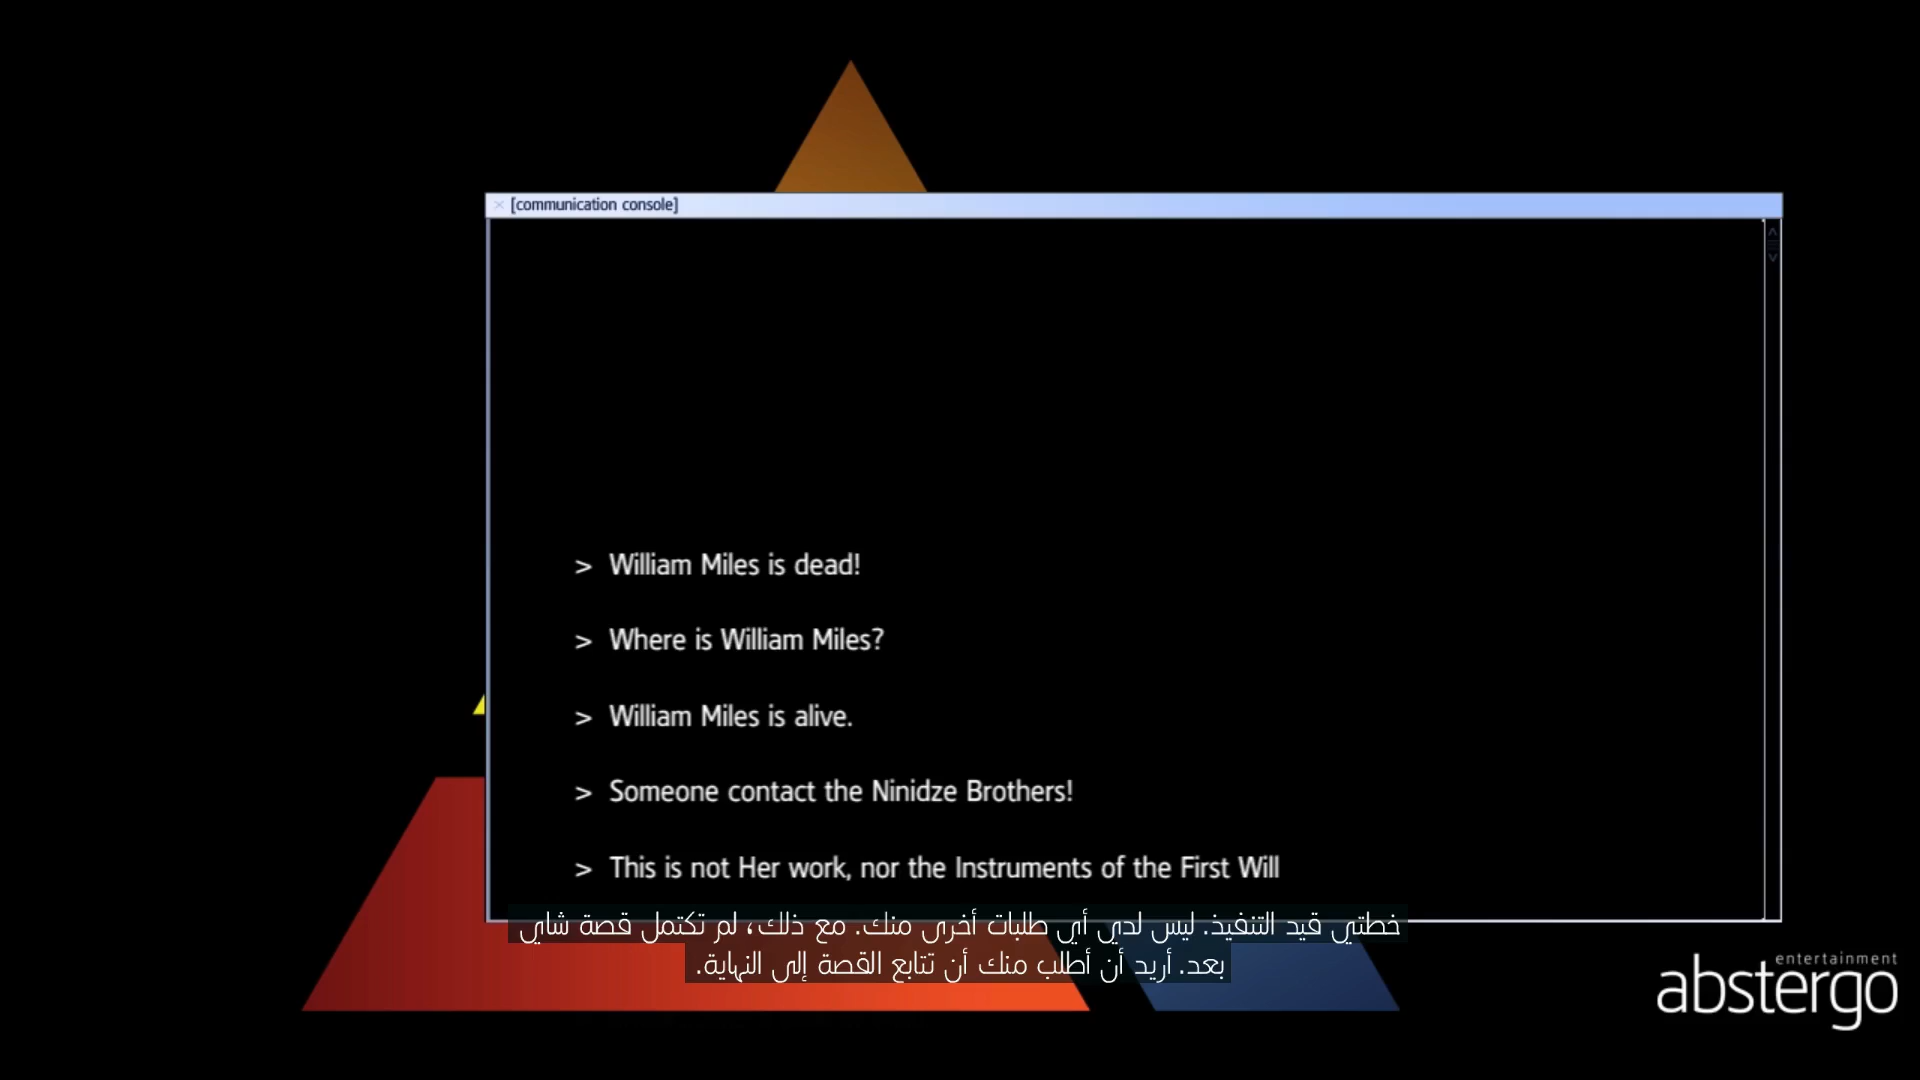 [communication console]
> William Miles is dead!
> Where is William Miles?
> William Miles is alive.
> Someone contact the Ninidze Brothers!
> This is not Her work, nor the Instruments of the First Will
خطتي قيد التنفيذ. ليس لدي أي طلبات أخرى منك. مع ذلك، لم تكتمل قصة شاي
بعد. أريد أن أطلب منك أن تتابع القصة إلى النهاية.
entertainment
abstergo